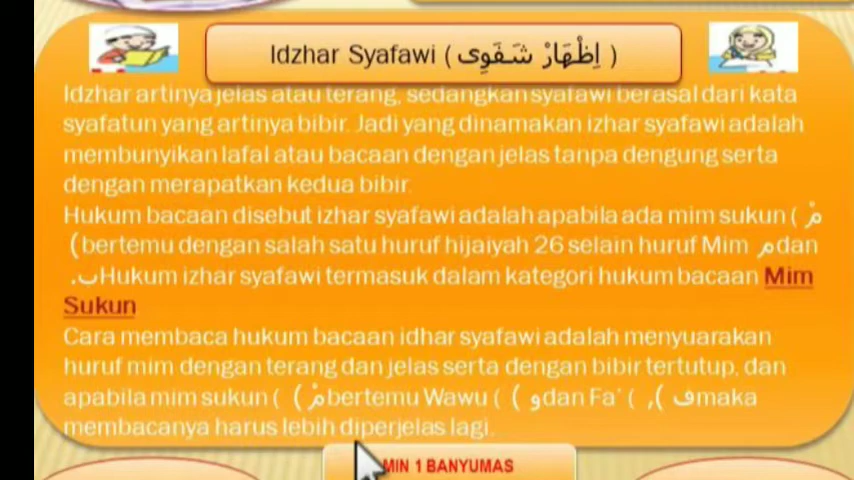 Idzhar Syafawi ( اِظْهَارْ شَفَوِى )
Idzhar artinya jelas atau terang, sedangkan syafawi berasal dari kata
syafatun yang artinya bibir. Jadi yang dinamakan izhar syafawi adalah
membunyikan lafal atau bacaan dengan jelas tanpa dengung serta
dengan merapatkan kedua bibir
Hukum bacaan disebut izhar syafawi adalah apabila ada mim sukun ( مْ
(bertemu dengan salah satu huruf hijaiyah 26 selain huruf Mim م dan
.ب Hukum izhar syafawi termasuk dalam kategori hukum bacaan Mim
Sukun
Cara membaca hukum bacaan idhar syafawi adalah menyuarakan
huruf mim dengan terang dan jelas serta dengan bibir tertutup, dan
apabila mim sukun ( ( مْ bertemu Wawu ( ( و dan Fa' ( ,( ف maka
membacanya harus lebih diperjelas lagi.
MIN 1 BANYUMAS